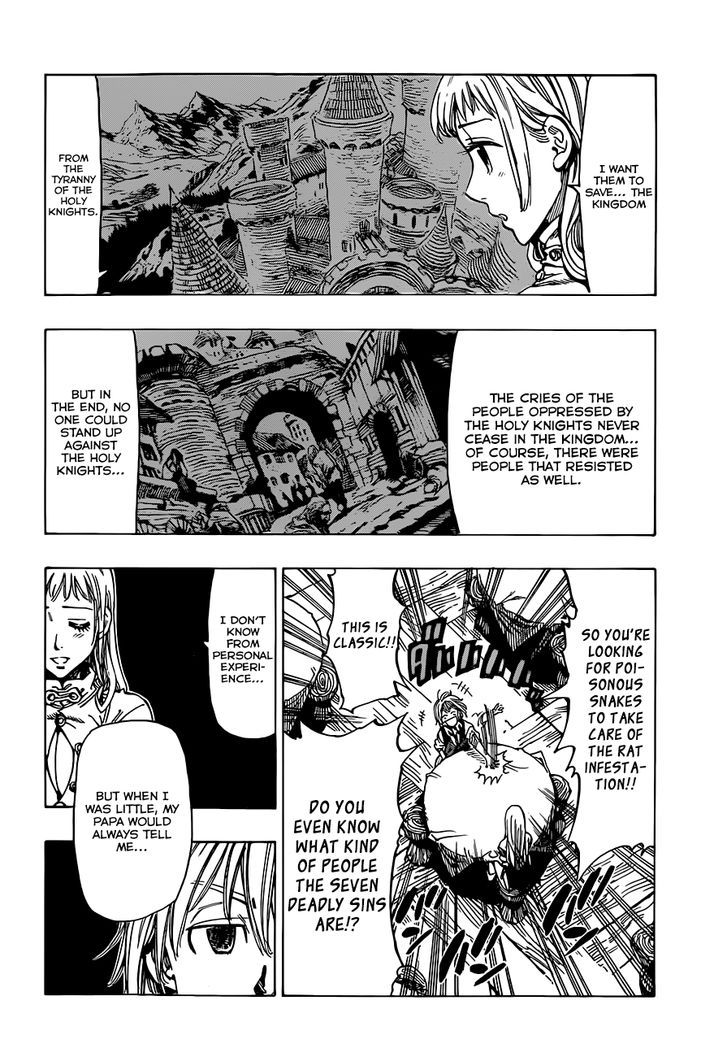 I WANT
THEM TO
SAVE... THE
KINGDOM
FROM
THE
TYRANNY
OF THE
HOLY
KNIGHTS.
THE CRIES OF THE
PEOPLE OPPRESSED BY
THE HOLY KNIGHTS NEVER
CEASE IN THE KINGDOM...
OF COURSE, THERE WERE
PEOPLE THAT RESISTED
AS WELL.
BUT IN
THE END, NO
ONE COULD
STAND UP
AGAINST
THE HOLY
KNIGHTS...
SO YOU'RE
LOOKING
FOR POI-
SONOUS
SNAKES
TO TAKE
CARE OF
THE RAT
INFESTA-
TION!!
THIS IS
CLASSIC!!
DO YOU
EVEN KNOW
WHAT KIND
OF PEOPLE
THE SEVEN
DEADLY SINS
ARE!?
I DON'T
KNOW
FROM
PERSONAL
EXPERI-
ENCE...
BUT WHEN I
WAS LITTLE, MY
PAPA WOULD
ALWAYS TELL
ME...